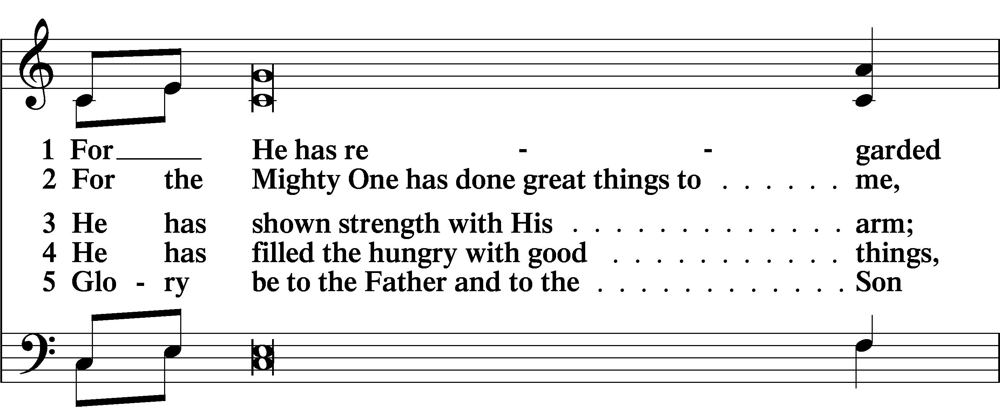 1 For______ He has re - - garded
2 For the Mighty One has done great things to . . . . . . me,
3 He has shown strength with His . . . . . . . . . . . . . arm;
4 He has filled the hungry with good . . . . . . . . . . . things,
5 Glo - ry be to the Father and to the . . . . . . . . . . . . Son